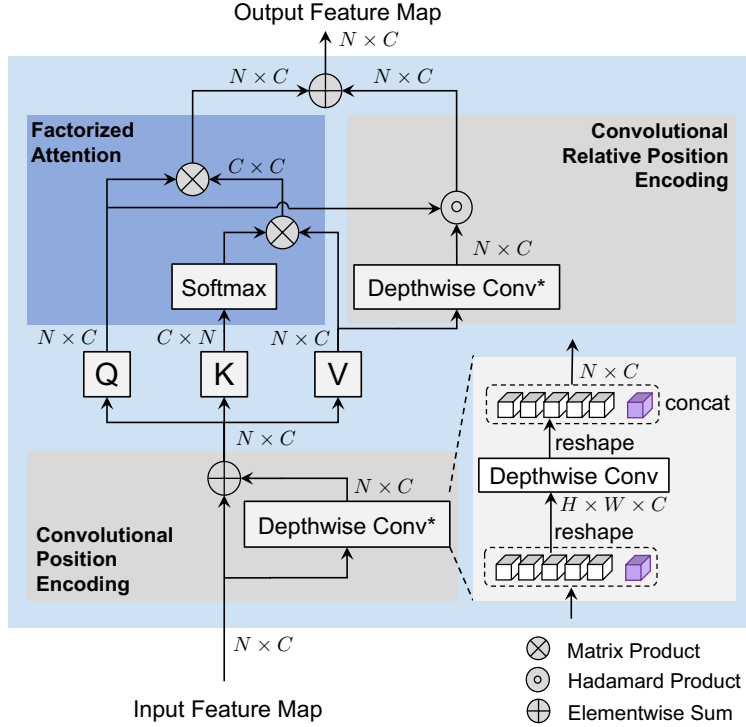 Output Feature Map
N × C
N × C
N × C
Factorized
Attention
Convolutional
Relative Position
Encoding
C × C
N × C
Softmax
Depthwise Conv*
N × C
C × N
N × C
Q
K
V
N × C
N × C
concat
reshape
Depthwise Conv
H × W × C
reshape
N × C
Depthwise Conv*
Convolutional
Position
Encoding
N × C
Input Feature Map
Matrix Product
Hadamard Product
Elementwise Sum